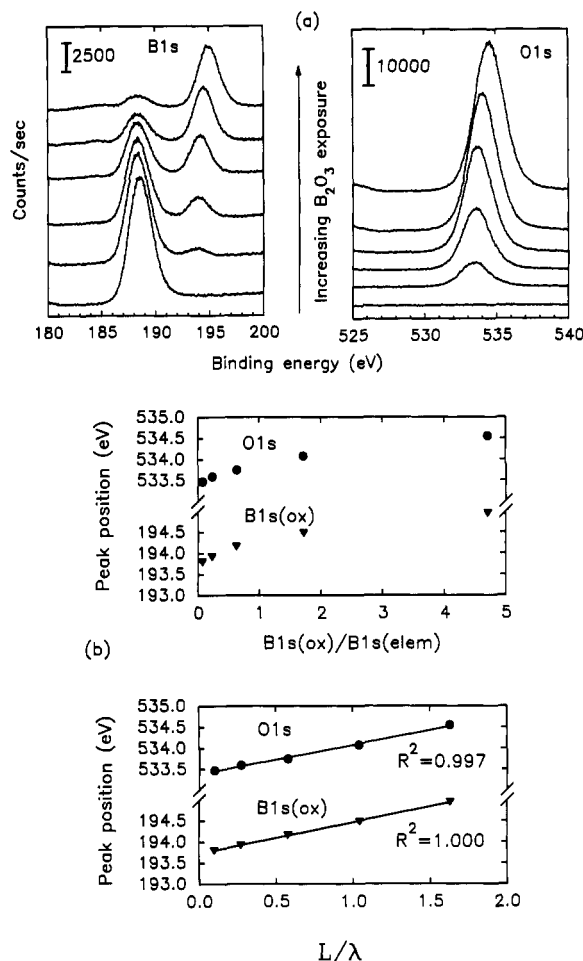 (a)
2500
B1s
Counts/sec
180 185 190 195 200
Increasing B₂O₃ exposure
10000
O1s
525 530 535 540
Binding energy (eV)
535.0
534.5
534.0
533.5
194.5
194.0
193.5
193.0
Peak position (eV)
O1s
B1s(ox)
0 1 2 3 4 5
B1s(ox)/B1s(elem)
(b)
535.0
534.5
534.0
533.5
194.5
194.0
193.5
193.0
Peak position (eV)
O1s
R²=0.997
B1s(ox)
R²=1.000
0.0 0.5 1.0 1.5 2.0
L/λ